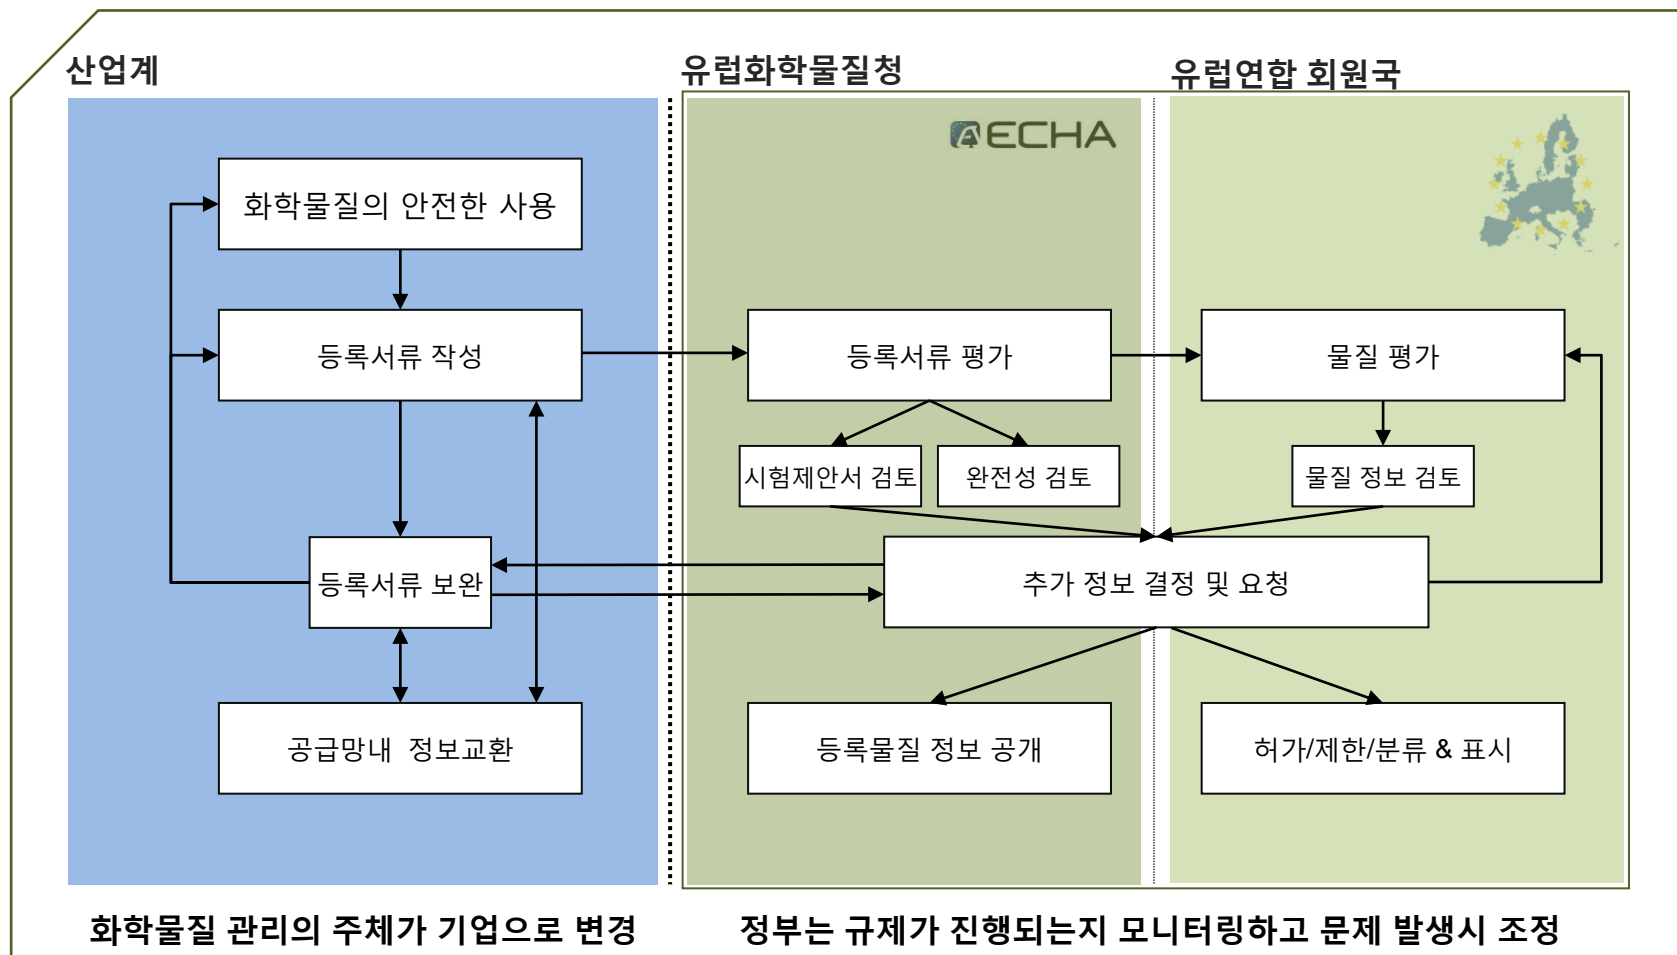 산업계
유럽화학물질청
유럽연합 회원국
ECHA
화학물질의 안전한 사용
등록서류 작성
등록서류 평가
물질 평가
시험제안서 검토
완전성 검토
물질 정보 검토
등록서류 보완
추가 정보 결정 및 요청
공급망내 정보교환
등록물질 정보 공개
허가/제한/분류 & 표시
화학물질 관리의 주체가 기업으로 변경
정부는 규제가 진행되는지 모니터링하고 문제 발생시 조정